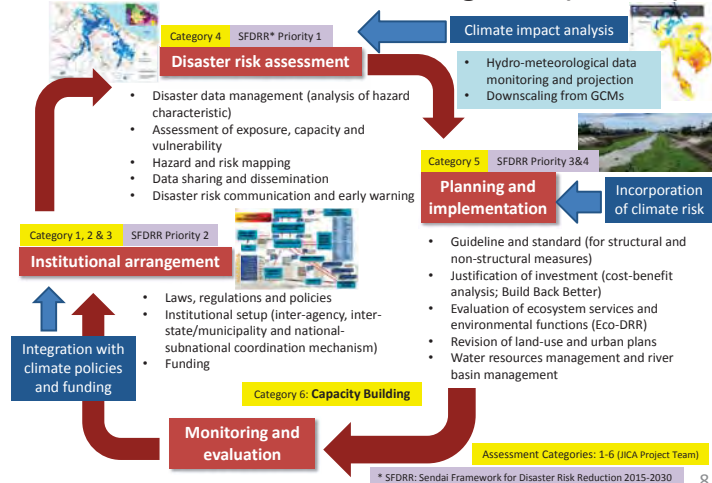 Category 4
SFDRR* Priority 1
Disaster risk assessment
Climate impact analysis
• Hydro-meteorological data
monitoring and projection
• Downscaling from GCMs
• Disaster data management (analysis of hazard
characteristic)
• Assessment of exposure, capacity and
vulnerability
• Hazard and risk mapping
• Data sharing and dissemination
• Disaster risk communication and early warning
Category 5
SFDRR Priority 3&4
Planning and
implementation
Incorporation
of climate risk
• Guideline and standard (for structural and
non-structural measures)
• Justification of investment (cost-benefit
analysis; Build Back Better)
• Evaluation of ecosystem services and
environmental functions (Eco-DRR)
• Revision of land-use and urban plans
• Water resources management and river
basin management
Category 1, 2 & 3
SFDRR Priority 2
Institutional arrangement
• Laws, regulations and policies
• Institutional setup (inter-agency, inter-
state/municipality and national-
subnational coordination mechanism)
• Funding
Integration with
climate policies
and funding
Category 6: Capacity Building
Monitoring and
evaluation
Assessment Categories: 1-6 (JICA Project Team)
* SFDRR: Sendai Framework for Disaster Risk Reduction 2015-2030
8